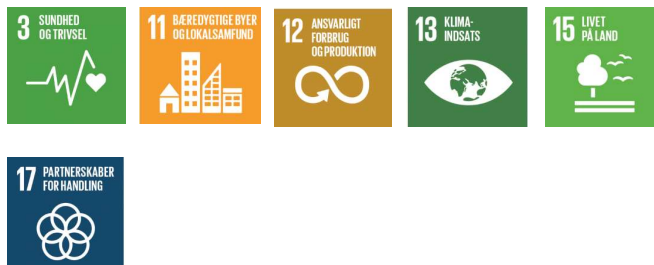 3 SUNDHED
OG TRIVSEL
11 BÆREDYGTIGE BYER
OG LOKALSAMFUND
12 ANSVARLIGT
FORBRUG
OG PRODUKTION
13 KLIMA-
INDSATS
15 LIVET
PÅ LAND
17 PARTNERSKABER
FOR HANDLING